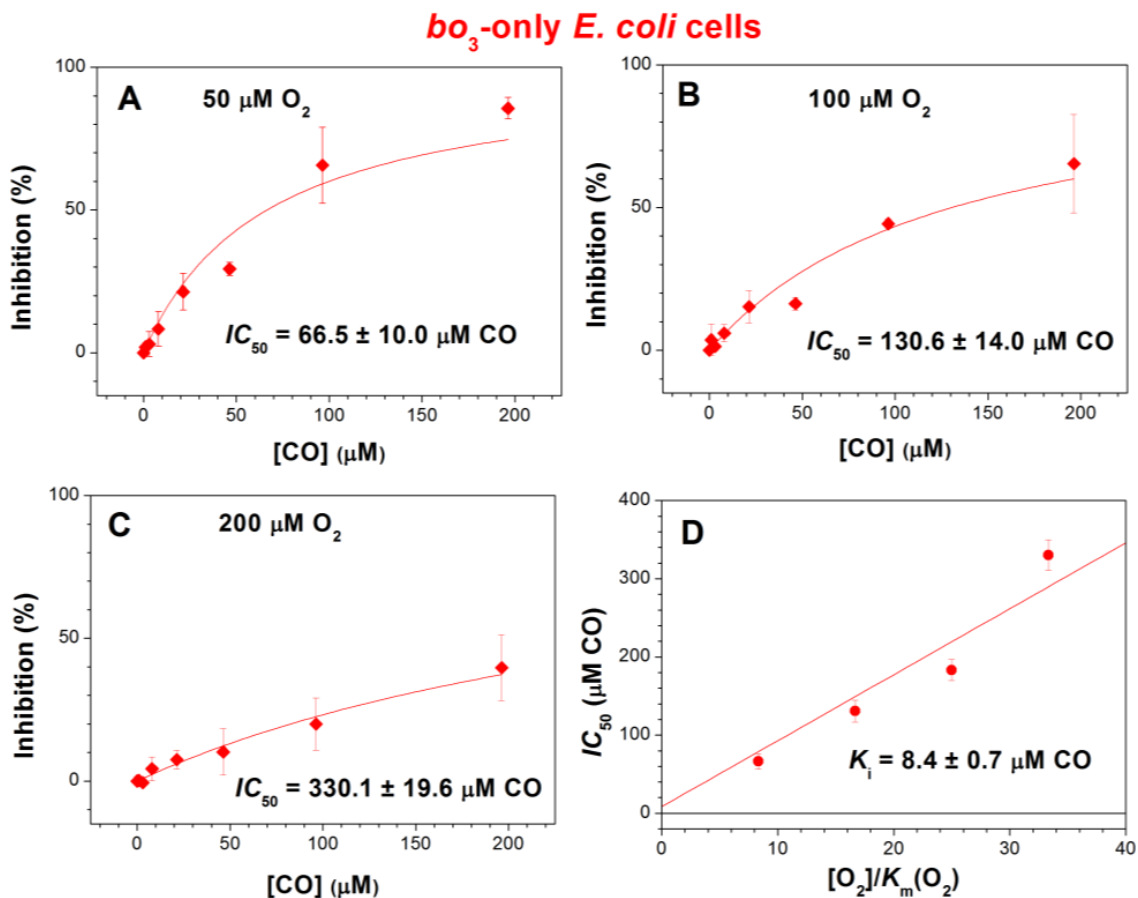 bo₃-only E. coli cells
A
50 μM O₂
Inhibition (%)
100
50
0
0 50 100 150 200
IC₅₀ = 66.5 ± 10.0 μM CO
[CO] (μM)
B
100 μM O₂
Inhibition (%)
100
50
0
0 50 100 150 200
IC₅₀ = 130.6 ± 14.0 μM CO
[CO] (μM)
C
200 μM O₂
Inhibition (%)
100
50
0
0 50 100 150 200
IC₅₀ = 330.1 ± 19.6 μM CO
[CO] (μM)
D
IC₅₀ (μM CO)
400
300
200
100
0
0 10 20 30 40
Kᵢ = 8.4 ± 0.7 μM CO
[O₂]/Kₘ(O₂)